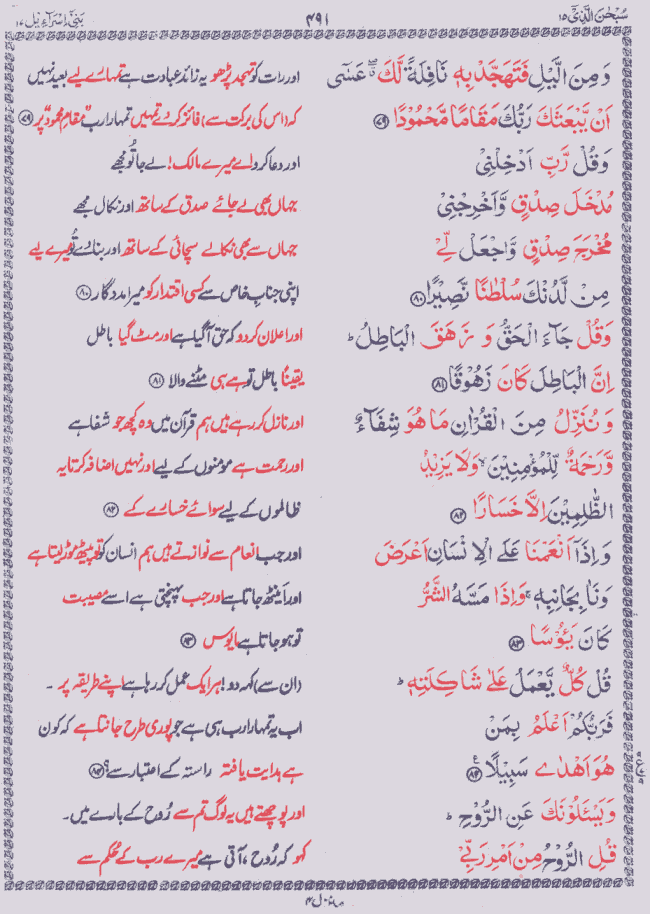 سُبْحٰنَ الَّذِیْۤ ۱۵ ۴۹۱ بَنِیْۤ اِسْرَآءِیْل ۱۷
وَمِنَ الَّیْلِ فَتَهَجَّدْ بِهٖ نَافِلَةً لَّكَ ۖ عَسٰۤی اور رات کو تہجد پڑھو یہ زائد عبادت ہے تمہارے لیے بعید نہیں
اَنْ یَّبْعَثَكَ رَبُّكَ مَقَامًا مَّحْمُوْدًا ﴿۷۹﴾ کہ (اس کی برکت سے) فائز کر دے تمہیں تمہارا رب ”مقامِ محمود“ پر ﴿۷۹﴾
وَقُلْ رَّبِّ اَدْخِلْنِیْ اور دعا کرو اے میرے مالک! لے جا تُو مجھے
مُدْخَلَ صِدْقٍ وَّاَخْرِجْنِیْ جہاں بھی لے جائے صدق کے ساتھ اور نکال مجھے
مُخْرَجَ صِدْقٍ وَّاجْعَلْ لِّیْ جہاں سے بھی نکالے سچائی کے ساتھ اور بنا دے تُو میرے لیے
مِنْ لَّدُنْكَ سُلْطٰنًا نَّصِیْرًا ﴿۸۰﴾ اپنی جنابِ خاص سے کسی اقتدار کو میرا مددگار ﴿۸۰﴾
وَقُلْ جَآءَ الْحَقُّ وَ زَهَقَ الْبَاطِلُ ؕ اور اعلان کر دو کہ حق آ گیا ہے اور مٹ گیا باطل
اِنَّ الْبَاطِلَ كَانَ زَهُوْقًا ﴿۸۱﴾ یقیناً باطل تو ہے ہی مٹنے والا ﴿۸۱﴾
وَ نُنَزِّلُ مِنَ الْقُرْاٰنِ مَا هُوَ شِفَآءٌ اور نازل کر رہے ہیں ہم قرآن میں وہ کچھ جو شفا ہے
وَّرَحْمَةٌ لِّلْمُؤْمِنِیْنَ ۙ وَلَا یَزِیْدُ اور رحمت ہے مومنوں کے لیے اور نہیں اضافہ کرتا یہ
الظّٰلِمِیْنَ اِلَّا خَسَارًا ﴿۸۲﴾ ظالموں کے لیے سوائے خسارے کے ﴿۸۲﴾
وَاِذَاۤ اَنْعَمْنَا عَلَی الْاِنْسَانِ اَعْرَضَ اور جب انعام سے نوازتے ہیں ہم انسان کو تو پیٹھ موڑ لیتا ہے
وَنَاٰ بِجَانِبِهٖ ۚ وَاِذَا مَسَّهُ الشَّرُّ اور اینٹھ جاتا ہے اور جب پہنچتی ہے اسے مصیبت
كَانَ یَـُٔوْسًا ﴿۸۳﴾ تو ہو جاتا ہے مایوس ﴿۸۳﴾
قُلْ كُلٌّ یَّعْمَلُ عَلٰی شَاكِلَتِهٖ ؕ (ان سے) کہہ دو! ہر ایک عمل کر رہا ہے اپنے طریقہ پر ۔
فَرَبُّكُمْ اَعْلَمُ بِمَنْ اب یہ تمہارا رب ہی ہے جو پوری طرح جانتا ہے کہ کون
هُوَ اَهْدٰی سَبِیْلًا ﴿۸۴﴾ ہے ہدایت یافتہ راستہ کے اعتبار سے؟ ﴿۸۴﴾
وَیَسْـَٔلُوْنَكَ عَنِ الرُّوْحِ ؕ اور پوچھتے ہیں یہ لوگ تم سے رُوح کے بارے میں۔
قُلِ الرُّوْحُ مِنْ اَمْرِ رَبِّیْ کہو کہ رُوح، آتی ہے میرے رب کے حُکم سے
منزل ۴